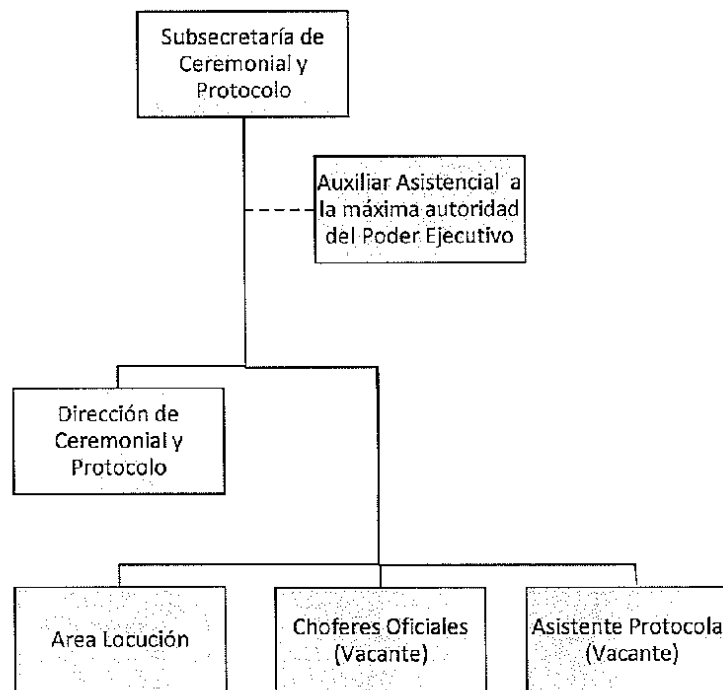 Subsecretaría de
Ceremonial y
Protocolo
Auxiliar Asistencial a
la máxima autoridad
del Poder Ejecutivo
Dirección de
Ceremonial y
Protocolo
Area Locución
Choferes Oficiales
(Vacante)
Asistente Protocola
(Vacante)